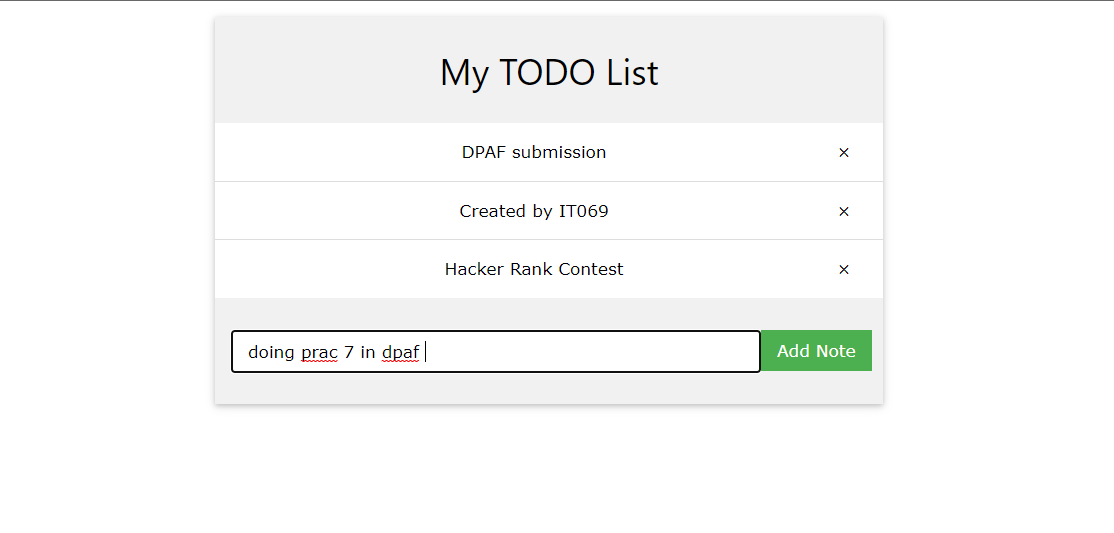 My TODO List
DPAF submission ×
Created by IT069 ×
Hacker Rank Contest ×
doing prac 7 in dpaf Add Note